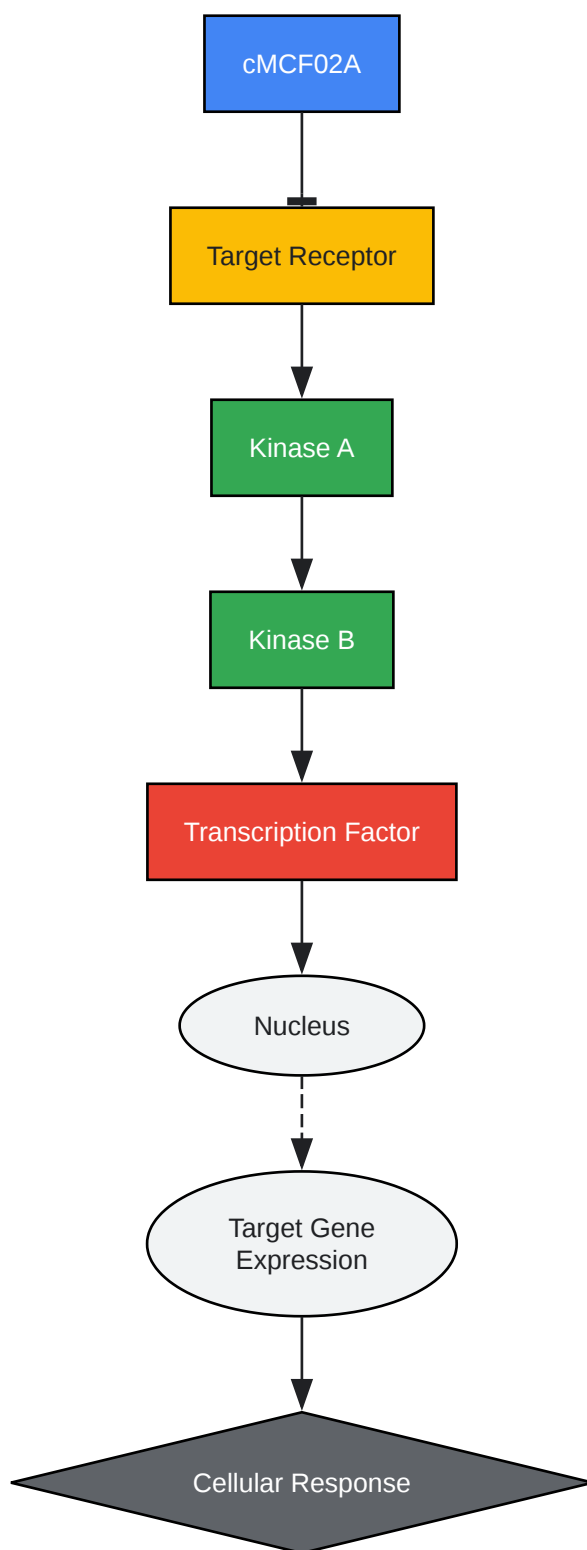 cMCF02A
Target Receptor
Kinase A
Kinase B
Transcription Factor
Nucleus
Target Gene
Expression
Cellular Response